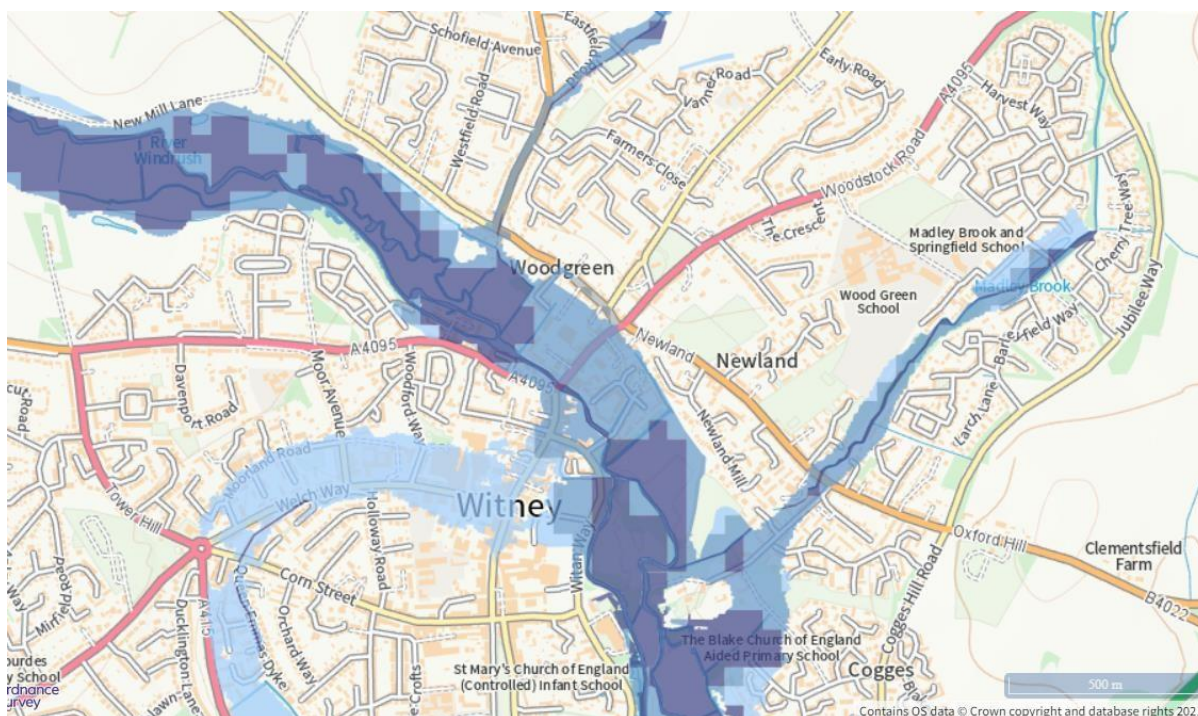 Schofield Avenue
Eastfield
New Mill Lane
Westfield Road
Vanner Road
Early Road
A4095
Harvest Way
River
Windrush
Farmers Close
Woodstock Road
The Crescent
Cherry Tree Way
Madley Brook and
Springfield School
Woodgreen
Wood Green
School
Madley Brook
Jubilee Way
Newland
Newland
A4095
A4095
Moor Avenue
Woodford Way
Davenport Road
Larch Lane
Newland Mill
Moorland Road
Welch Way
Witney
Tower Hill
Holloway Road
Witan Way
Oxford Hill
Clementsfield
Farm
B4022
Corn Street
Orchard Way
Ducklington Lane
A415
Cogges Hill Road
The Blake Church of England
Aided Primary School
Cogges
St Mary's Church of England
(Controlled) Infant School
500 m
Contains OS data © Crown copyright and database rights 202